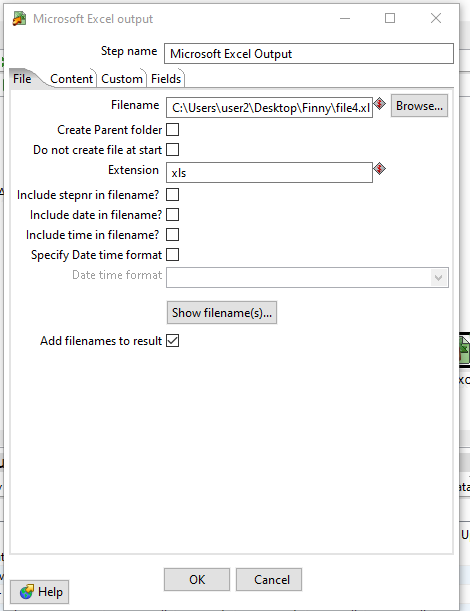 Microsoft Excel output
Step name Microsoft Excel Output
File Content Custom Fields
Filename C:\Users\user2\Desktop\Finny\file4.xl Browse...
Create Parent folder
Do not create file at start
Extension xls
Include stepnr in filename?
Include date in filename?
Include time in filename?
Specify Date time format
Date time format
Show filename(s)...
Add filenames to result
OK Cancel
Help